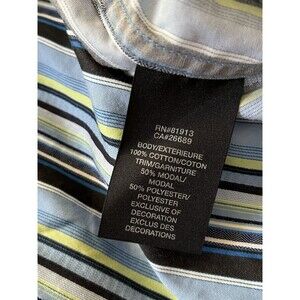 RN#81913
CA#26689
BODY/EXTERIEURE
100% COTTON/COTON
TRIM/GARNITURE
50% MODAL/
MODAL
50% POLYESTER/
POLYESTER
EXCLUSIVE OF
DECORATION
EXCLUS DES
DECORATIONS